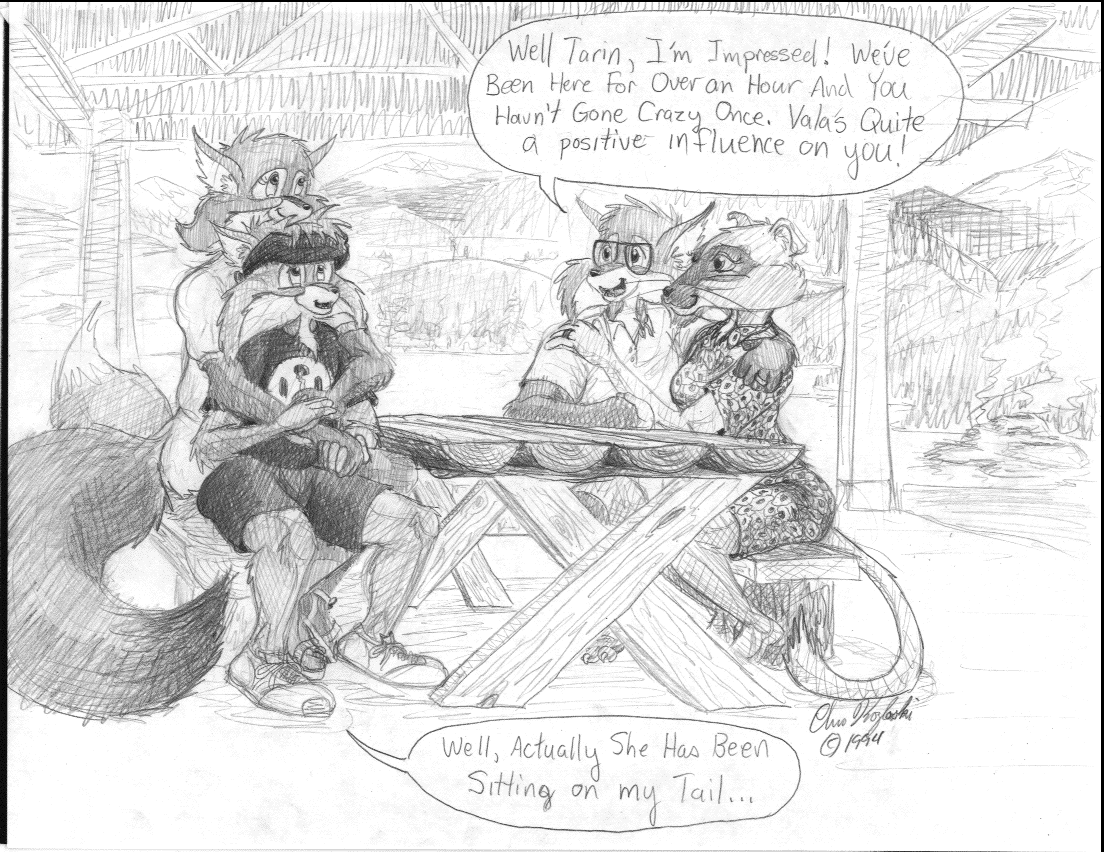 Well Tarin, I'm Impressed! We've
Been Here For Over an Hour And You
Havn't Gone Crazy Once. Vala's Quite
a positive influence on you!
Well, Actually She Has Been
Sitting on my Tail...
© 1994